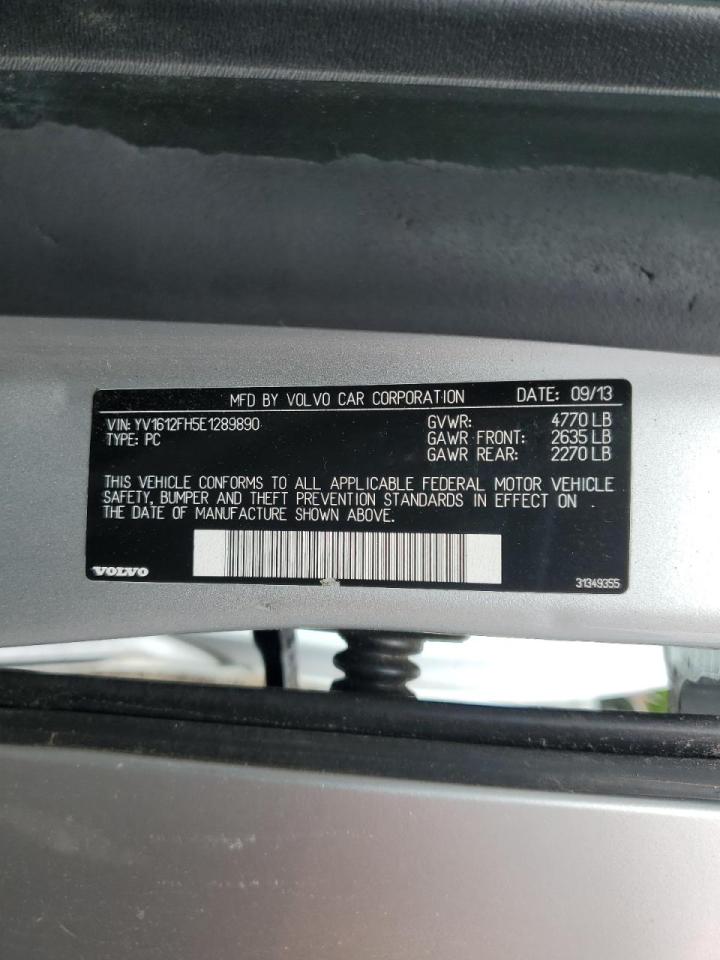 MFD BY VOLVO CAR CORPORATION DATE: 09/13
VIN: YV1612FH5E1289890 GVWR: 4770 LB
TYPE: PC GAWR FRONT: 2635 LB
GAWR REAR: 2270 LB
THIS VEHICLE CONFORMS TO ALL APPLICABLE FEDERAL MOTOR VEHICLE
SAFETY, BUMPER AND THEFT PREVENTION STANDARDS IN EFFECT ON
THE DATE OF MANUFACTURE SHOWN ABOVE.
VOLVO 31349355